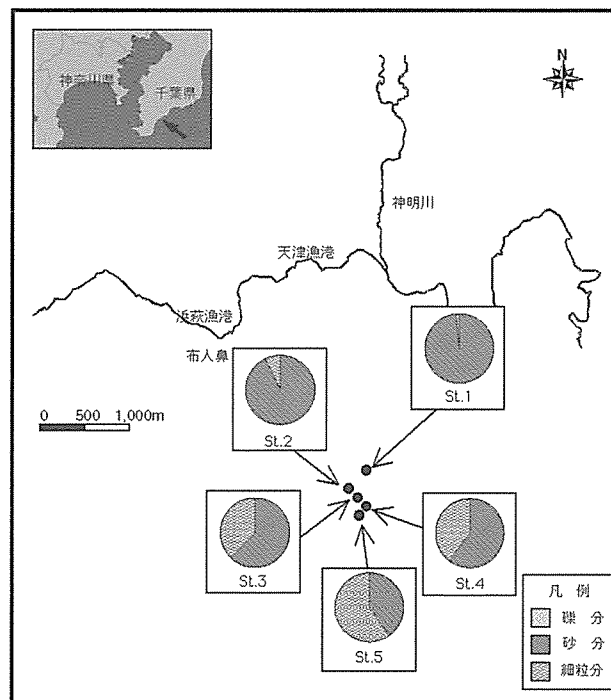 神奈川県
千葉県
N
神明川
天津漁港
浜萩漁港
布入鼻
0 500 1,000m
St.1
St.2
St.3
St.4
St.5
凡 例
礫 分
砂 分
細粒分